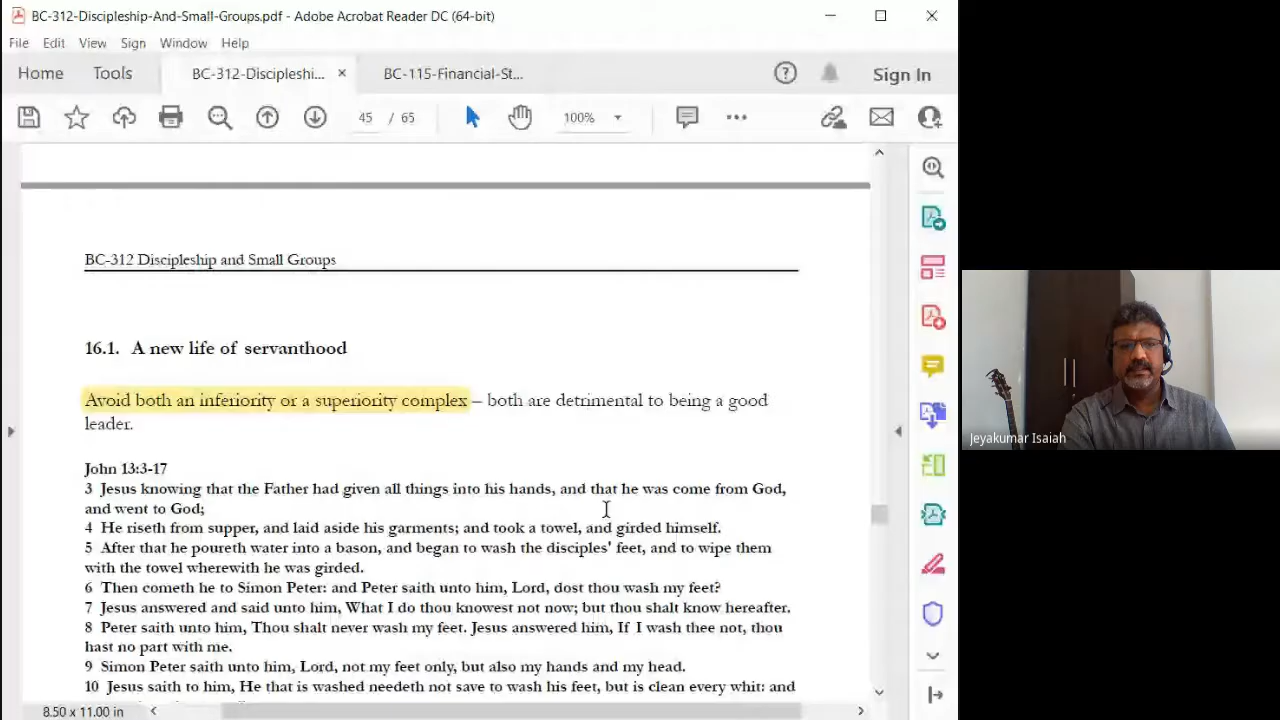 BC-312-Discipleship-And-Small-Groups.pdf - Adobe Acrobat Reader DC (64-bit)
File Edit View Sign Window Help
Home Tools BC-312-Discipleshi... × BC-115-Financial-St... Sign In
45 / 65 100%
BC-312 Discipleship and Small Groups
16.1. A new life of servanthood
Avoid both an inferiority or a superiority complex – both are detrimental to being a good
leader.
John 13:3-17
3 Jesus knowing that the Father had given all things into his hands, and that he was come from God,
and went to God;
4 He riseth from supper, and laid aside his garments; and took a towel, and girded himself.
5 After that he poureth water into a bason, and began to wash the disciples' feet, and to wipe them
with the towel wherewith he was girded.
6 Then cometh he to Simon Peter: and Peter saith unto him, Lord, dost thou wash my feet?
7 Jesus answered and said unto him, What I do thou knowest not now; but thou shalt know hereafter.
8 Peter saith unto him, Thou shalt never wash my feet. Jesus answered him, If I wash thee not, thou
hast no part with me.
9 Simon Peter saith unto him, Lord, not my feet only, but also my hands and my head.
10 Jesus saith to him, He that is washed needeth not save to wash his feet, but is clean every whit: and
8.50 x 11.00 in
Jeyakumar Isaiah